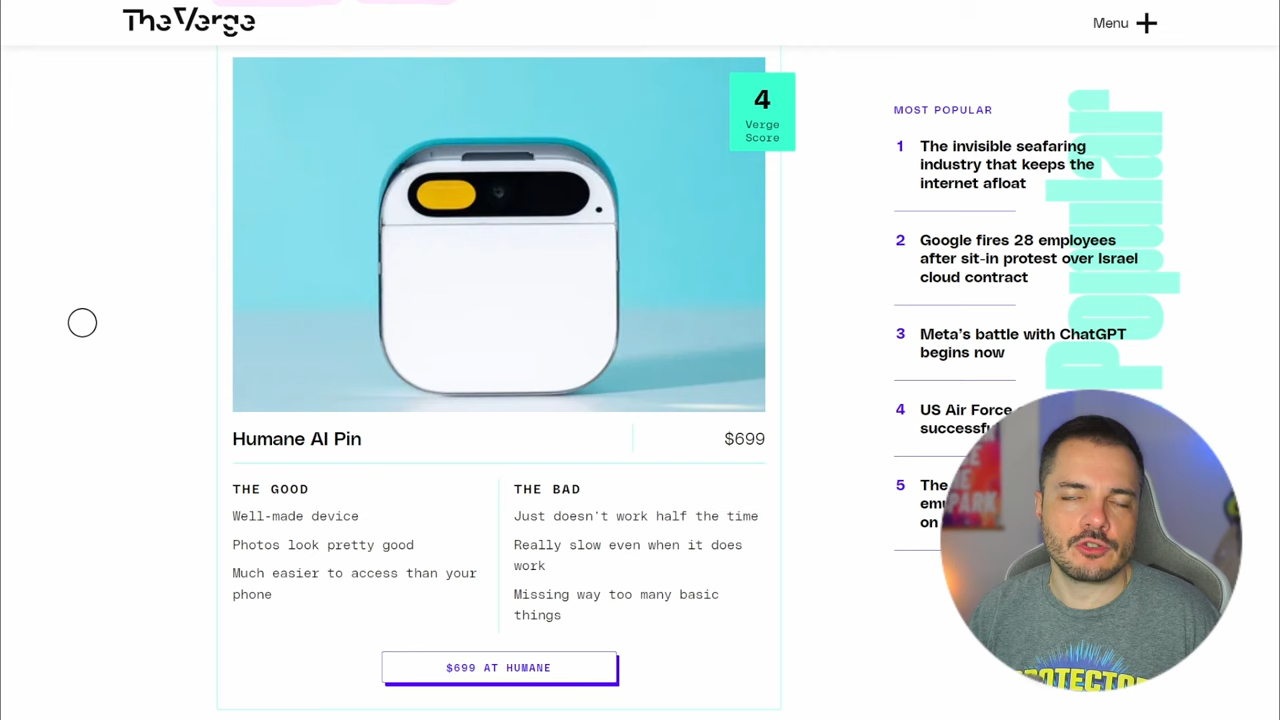 The Verge
Menu
4
Verge
Score
Humane AI Pin
$699
THE GOOD
Well-made device
Photos look pretty good
Much easier to access than your
phone
THE BAD
Just doesn't work half the time
Really slow even when it does
work
Missing way too many basic
things
$699 AT HUMANE
Popular
MOST POPULAR
1 The invisible seafaring
industry that keeps the
internet afloat
2 Google fires 28 employees
after sit-in protest over Israel
cloud contract
3 Meta's battle with ChatGPT
begins now
4 US Air Force
5 The
on
PARK